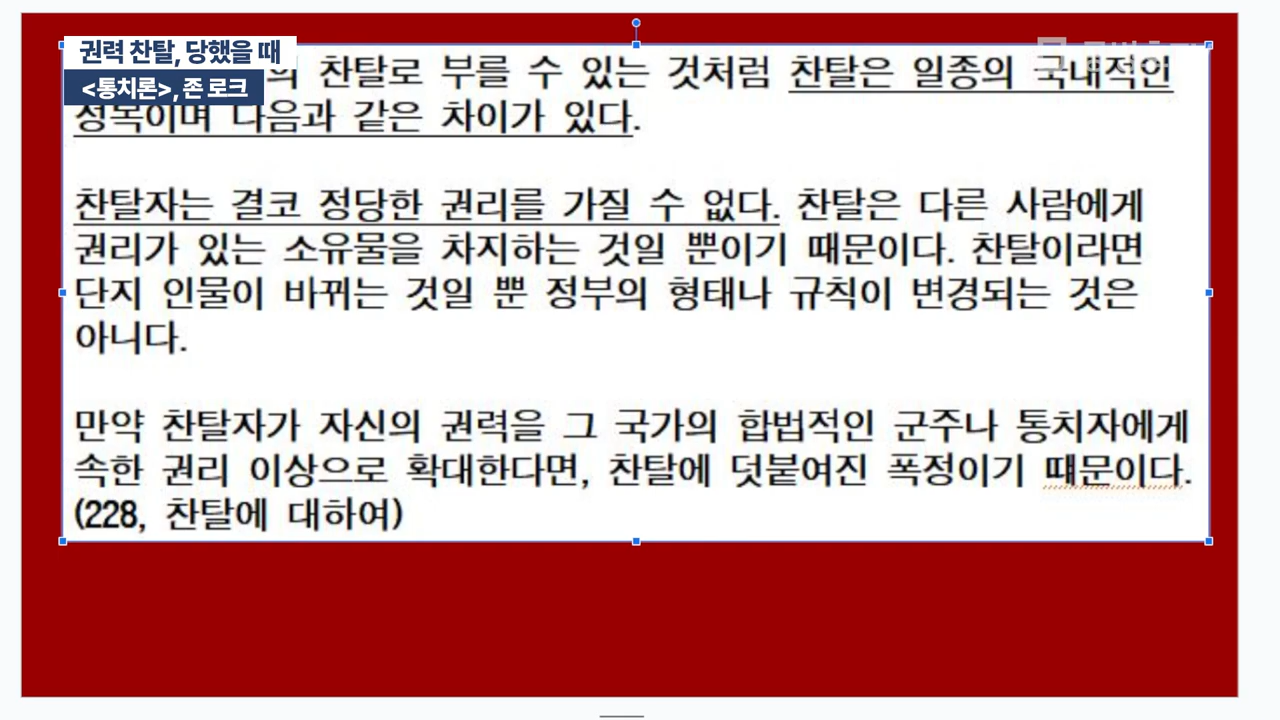 권력 찬탈, 당했을 때
<통치론>, 존 로크
찬탈로 부를 수 있는 것처럼 찬탈은 일종의 국내적인
정복이며 다음과 같은 차이가 있다.
찬탈자는 결코 정당한 권리를 가질 수 없다. 찬탈은 다른 사람에게
권리가 있는 소유물을 차지하는 것일 뿐이기 때문이다. 찬탈이라면
단지 인물이 바뀌는 것일 뿐 정부의 형태나 규칙이 변경되는 것은
아니다.
만약 찬탈자가 자신의 권력을 그 국가의 합법적인 군주나 통치자에게
속한 권리 이상으로 확대한다면, 찬탈에 덧붙여진 폭정이기 떄문이다.
(228, 찬탈에 대하여)